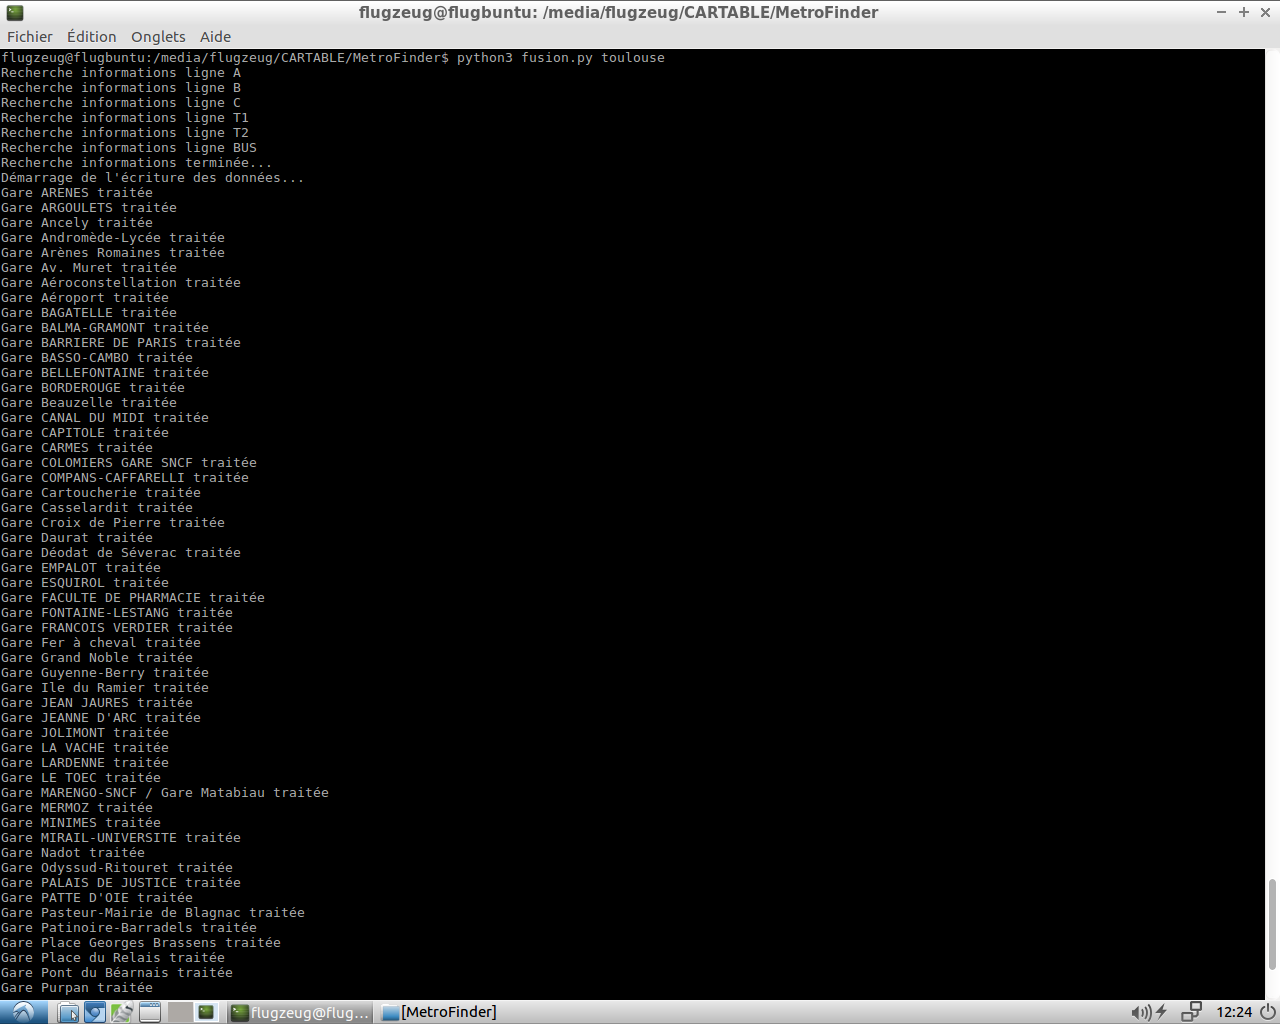 flugzeug@flugbuntu: /media/flugzeug/CARTABLE/MetroFinder
Fichier Édition Onglets Aide
flugzeug@flugbuntu:/media/flugzeug/CARTABLE/MetroFinder$ python3 fusion.py toulouse
Recherche informations ligne A
Recherche informations ligne B
Recherche informations ligne C
Recherche informations ligne T1
Recherche informations ligne T2
Recherche informations ligne BUS
Recherche informations terminée...
Démarrage de l'écriture des données...
Gare ARENES traitée
Gare ARGOULETS traitée
Gare Ancely traitée
Gare Andromède-Lycée traitée
Gare Arènes Romaines traitée
Gare Av. Muret traitée
Gare Aéroconstellation traitée
Gare Aéroport traitée
Gare BAGATELLE traitée
Gare BALMA-GRAMONT traitée
Gare BARRIERE DE PARIS traitée
Gare BASSO-CAMBO traitée
Gare BELLEFONTAINE traitée
Gare BORDEROUGE traitée
Gare Beauzelle traitée
Gare CANAL DU MIDI traitée
Gare CAPITOLE traitée
Gare CARMES traitée
Gare COLOMIERS GARE SNCF traitée
Gare COMPANS-CAFFARELLI traitée
Gare Cartoucherie traitée
Gare Casselardit traitée
Gare Croix de Pierre traitée
Gare Daurat traitée
Gare Déodat de Séverac traitée
Gare EMPALOT traitée
Gare ESQUIROL traitée
Gare FACULTE DE PHARMACIE traitée
Gare FONTAINE-LESTANG traitée
Gare FRANCOIS VERDIER traitée
Gare Fer à cheval traitée
Gare Grand Noble traitée
Gare Guyenne-Berry traitée
Gare Ile du Ramier traitée
Gare JEAN JAURES traitée
Gare JEANNE D'ARC traitée
Gare JOLIMONT traitée
Gare LA VACHE traitée
Gare LARDENNE traitée
Gare LE TOEC traitée
Gare MARENGO-SNCF / Gare Matabiau traitée
Gare MERMOZ traitée
Gare MINIMES traitée
Gare MIRAIL-UNIVERSITE traitée
Gare Nadot traitée
Gare Odyssud-Ritouret traitée
Gare PALAIS DE JUSTICE traitée
Gare PATTE D'OIE traitée
Gare Pasteur-Mairie de Blagnac traitée
Gare Patinoire-Barradels traitée
Gare Place Georges Brassens traitée
Gare Place du Relais traitée
Gare Pont du Béarnais traitée
Gare Purpan traitée
flugzeug@flug... [MetroFinder] 12:24